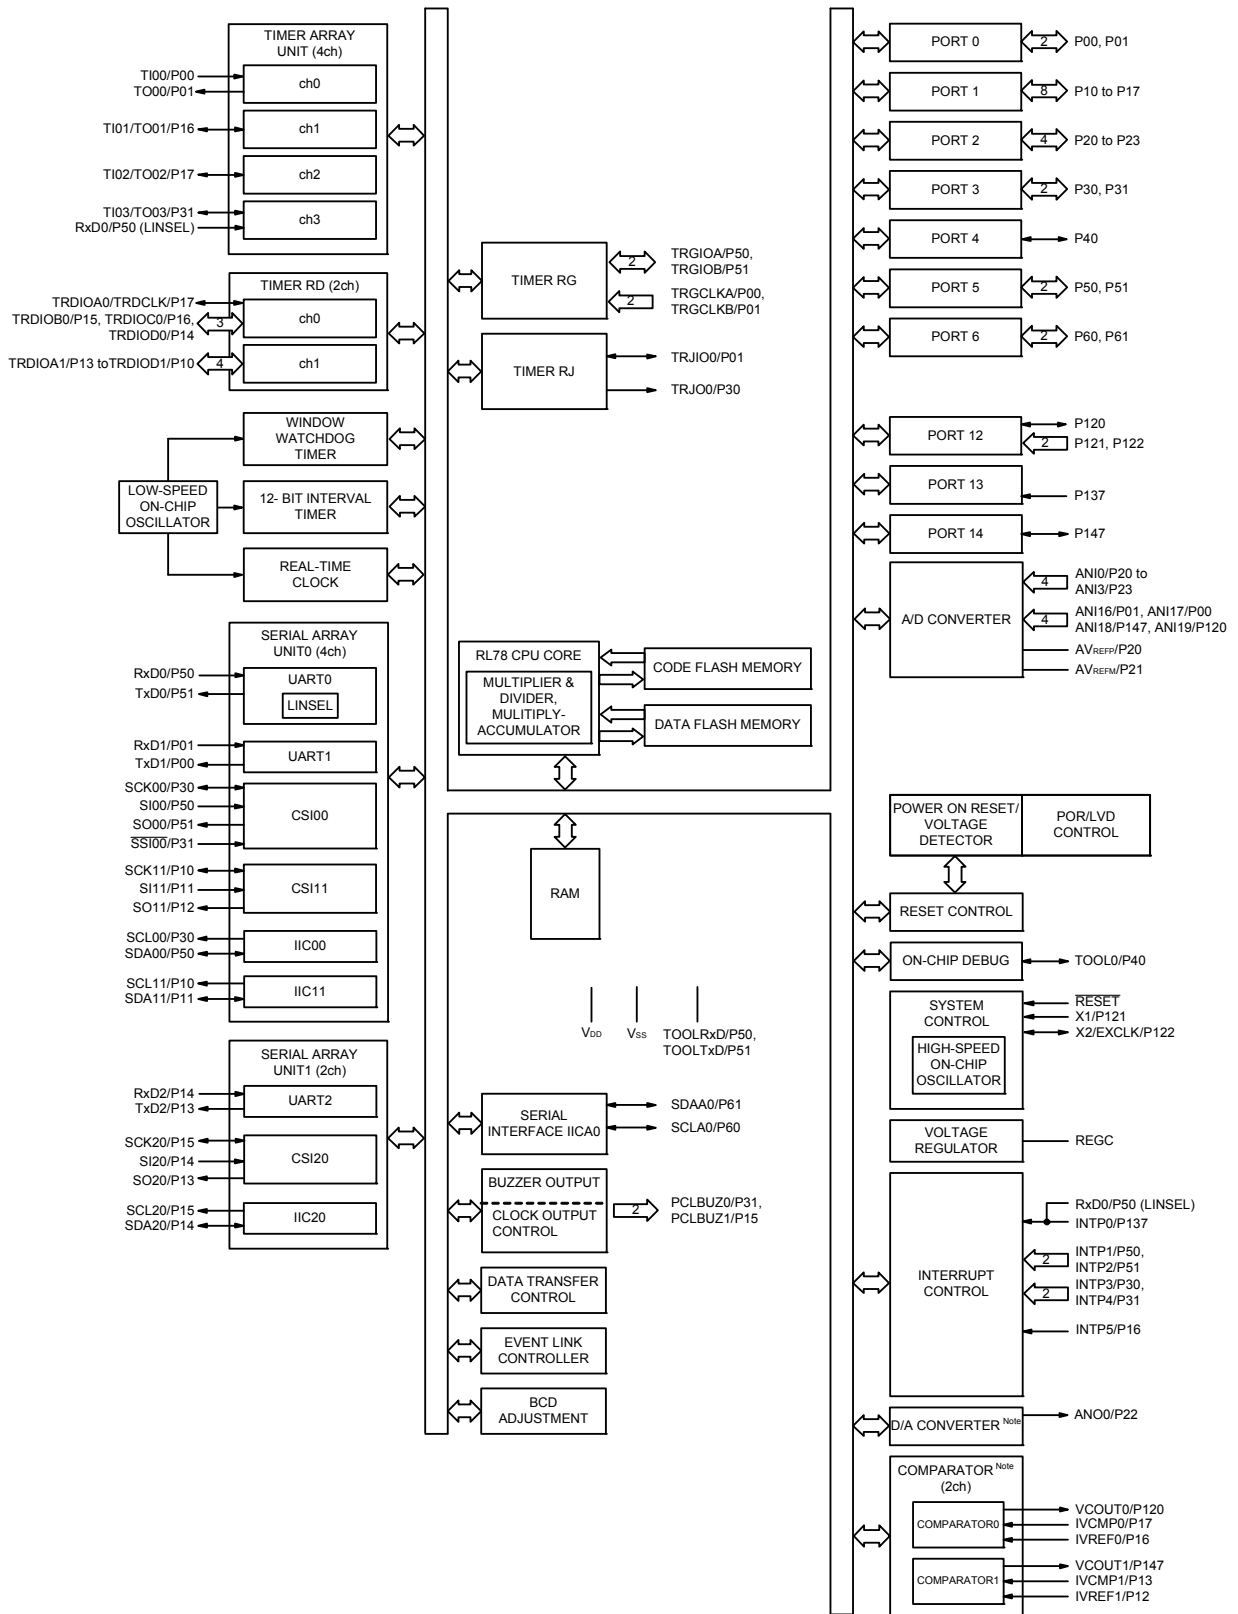 TIMER ARRAY
UNIT (4ch)
TI00/P00
TO00/P01
ch0
TI01/TO01/P16
ch1
TI02/TO02/P17
ch2
TI03/TO03/P31
RxD0/P50 (LINSEL)
ch3
TIMER RD (2ch)
TRDIOA0/TRDCLK/P17
TRDIOB0/P15, TRDIOC0/P16,
TRDIOD0/P14
3
ch0
TRDIOA1/P13 toTRDIOD1/P10
4
ch1
WINDOW
WATCHDOG
TIMER
LOW-SPEED
ON-CHIP
OSCILLATOR
12- BIT INTERVAL
TIMER
REAL-TIME
CLOCK
SERIAL ARRAY
UNIT0 (4ch)
RxD0/P50
TxD0/P51
UART0
LINSEL
RxD1/P01
TxD1/P00
UART1
SCK00/P30
SI00/P50
SO00/P51
SSI00/P31
CSI00
SCK11/P10
SI11/P11
SO11/P12
CSI11
SCL00/P30
SDA00/P50
IIC00
SCL11/P10
SDA11/P11
IIC11
SERIAL ARRAY
UNIT1 (2ch)
RxD2/P14
TxD2/P13
UART2
SCK20/P15
SI20/P14
SO20/P13
CSI20
SCL20/P15
SDA20/P14
IIC20
TIMER RG
2
TRGIOA/P50,
TRGIOB/P51
2
TRGCLKA/P00,
TRGCLKB/P01
TIMER RJ
TRJIO0/P01
TRJO0/P30
RL78 CPU CORE
MULTIPLIER &
DIVIDER,
MULITIPLY-
ACCUMULATOR
CODE FLASH MEMORY
DATA FLASH MEMORY
RAM
VDD
VSS
TOOLRxD/P50,
TOOLTxD/P51
SERIAL
INTERFACE IICA0
SDAA0/P61
SCLA0/P60
BUZZER OUTPUT
CLOCK OUTPUT
CONTROL
2
PCLBUZ0/P31,
PCLBUZ1/P15
DATA TRANSFER
CONTROL
EVENT LINK
CONTROLLER
BCD
ADJUSTMENT
PORT 0
2
P00, P01
PORT 1
8
P10 to P17
PORT 2
4
P20 to P23
PORT 3
2
P30, P31
PORT 4
P40
PORT 5
2
P50, P51
PORT 6
2
P60, P61
PORT 12
P120
2
P121, P122
PORT 13
P137
PORT 14
P147
A/D CONVERTER
4
ANI0/P20 to
ANI3/P23
4
ANI16/P01, ANI17/P00
ANI18/P147, ANI19/P120
AVREFP/P20
AVREFM/P21
POWER ON RESET/
VOLTAGE
DETECTOR
POR/LVD
CONTROL
RESET CONTROL
ON-CHIP DEBUG
TOOL0/P40
SYSTEM
CONTROL
HIGH-SPEED
ON-CHIP
OSCILLATOR
RESET
X1/P121
X2/EXCLK/P122
VOLTAGE
REGULATOR
REGC
INTERRUPT
CONTROL
RxD0/P50 (LINSEL)
INTP0/P137
2
INTP1/P50,
INTP2/P51
2
INTP3/P30,
INTP4/P31
INTP5/P16
D/A CONVERTER Note
ANO0/P22
COMPARATOR Note
(2ch)
COMPARATOR0
VCOUT0/P120
IVCMP0/P17
IVREF0/P16
COMPARATOR1
VCOUT1/P147
IVCMP1/P13
IVREF1/P12